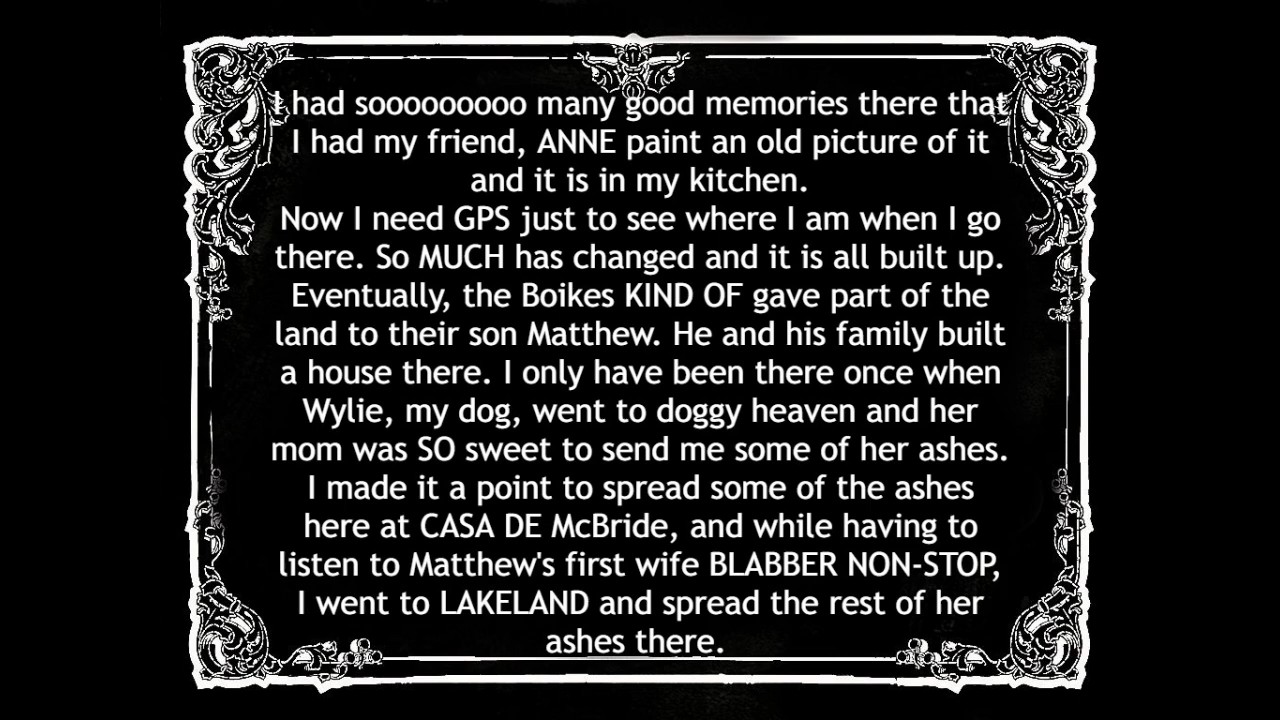 I had sooooooooo many good memories there that
I had my friend, ANNE paint an old picture of it
and it is in my kitchen.
Now I need GPS just to see where I am when I go
there. So MUCH has changed and it is all built up.
Eventually, the Boikes KIND OF gave part of the
land to their son Matthew. He and his family built
a house there. I only have been there once when
Wylie, my dog, went to doggy heaven and her
mom was SO sweet to send me some of her ashes.
I made it a point to spread some of the ashes
here at CASA DE McBride, and while having to
listen to Matthew's first wife BLABBER NON-STOP,
I went to LAKELAND and spread the rest of her
ashes there.